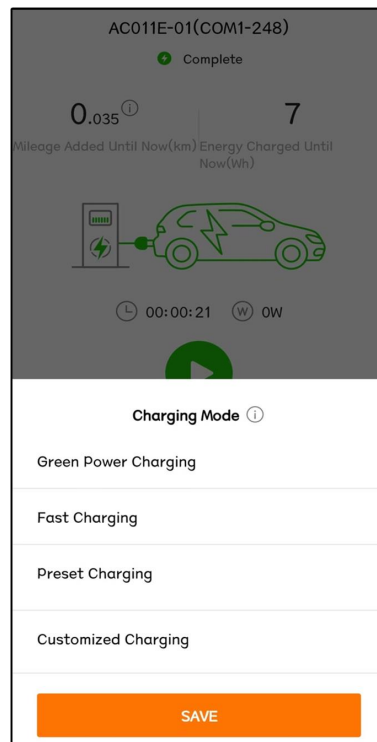 AC011E-01(COM1-248)
Complete
0.035 7
Mileage Added Until Now(km) Energy Charged Until
Now(Wh)
00:00:21 W 0W
Charging Mode
Green Power Charging
Fast Charging
Preset Charging
Customized Charging
SAVE